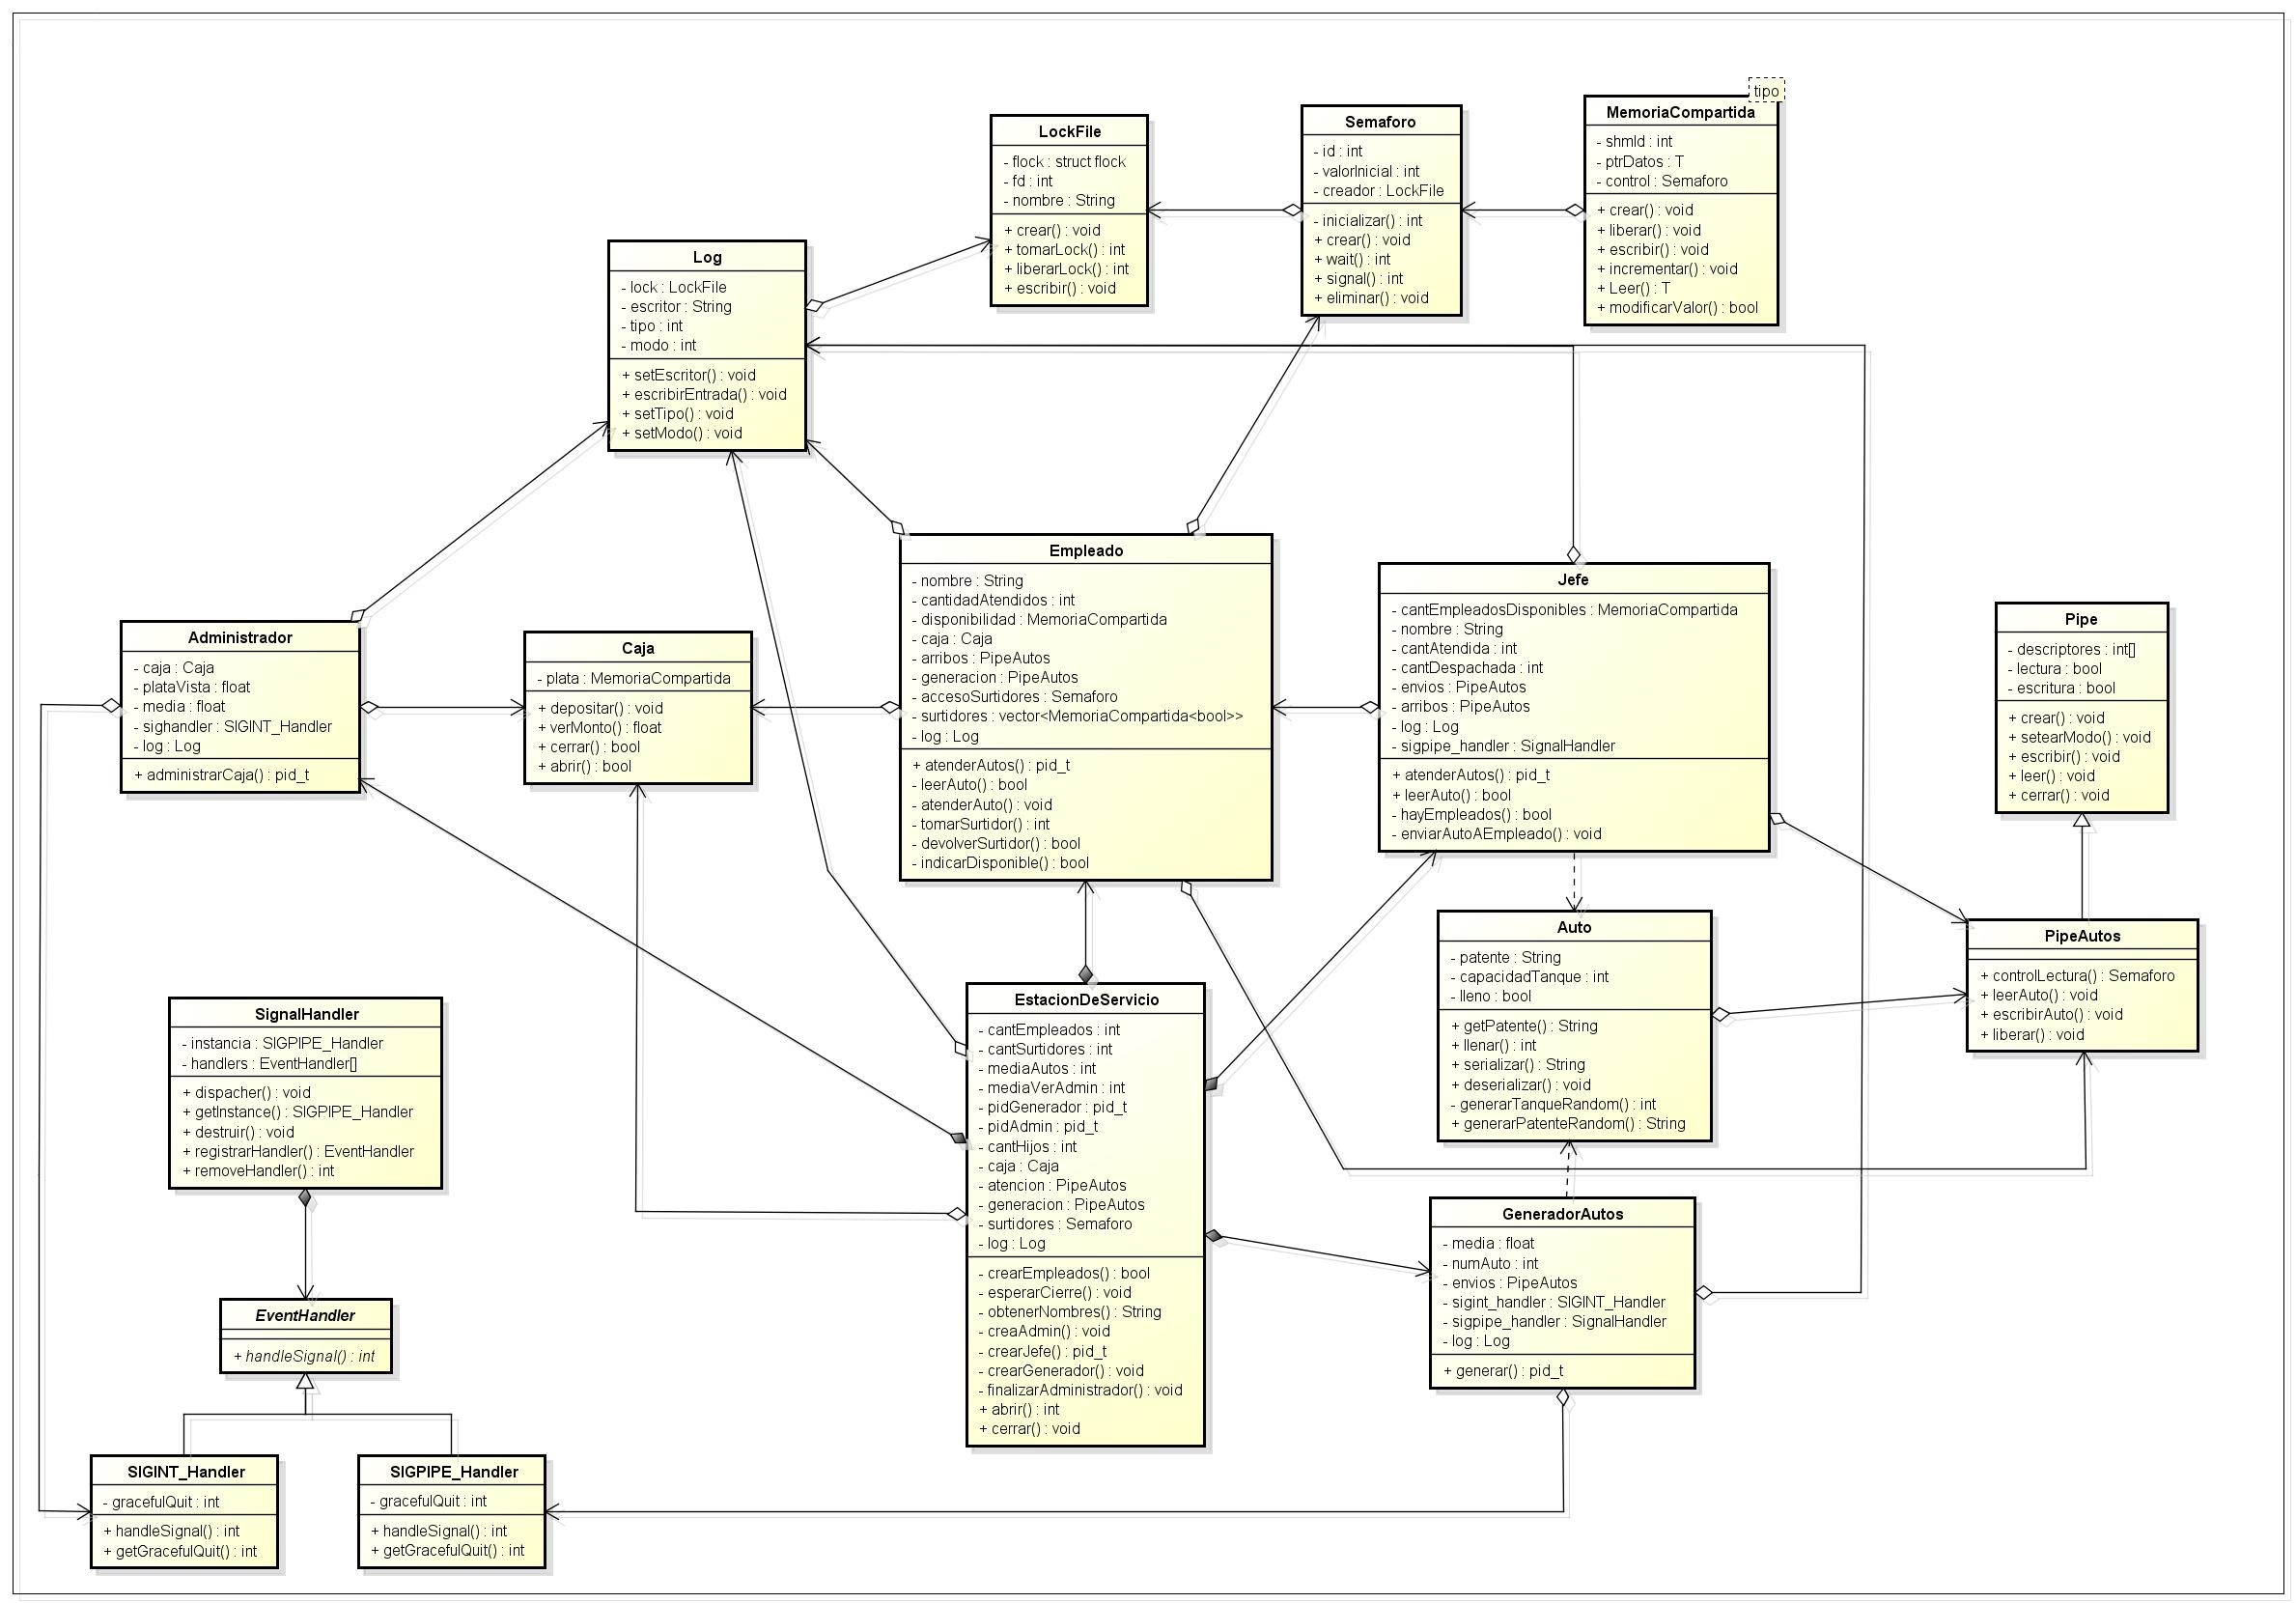 tipo
MemoriaCompartida
- shmId : int
- ptrDatos : T
- control : Semaforo
+ crear() : void
+ liberar() : void
+ escribir() : void
+ incrementar() : void
+ Leer() : T
+ modificarValor() : bool
Semaforo
- id : int
- valorInicial : int
- creador : LockFile
- inicializar() : int
+ crear() : void
+ wait() : int
+ signal() : int
+ eliminar() : void
LockFile
- flock : struct flock
- fd : int
- nombre : String
+ crear() : void
+ tomarLock() : int
+ liberarLock() : int
+ escribir() : void
Log
- lock : LockFile
- escritor : String
- tipo : int
- modo : int
+ setEscritor() : void
+ escribirEntrada() : void
+ setTipo() : void
+ setModo() : void
Administrador
- caja : Caja
- plataVista : float
- media : float
- sighandler : SIGINT_Handler
- log : Log
+ administrarCaja() : pid_t
Caja
- plata : MemoriaCompartida
+ depositar() : void
+ verMonto() : float
+ cerrar() : bool
+ abrir() : bool
Empleado
- nombre : String
- cantidadAtendidos : int
- disponibilidad : MemoriaCompartida
- caja : Caja
- arribos : PipeAutos
- generacion : PipeAutos
- accesoSurtidores : Semaforo
- surtidores : vector<MemoriaCompartida<bool>>
- log : Log
+ atenderAutos() : pid_t
- leerAuto() : bool
- atenderAuto() : void
- tomarSurtidor() : int
- devolverSurtidor() : bool
- indicarDisponible() : bool
Jefe
- cantEmpleadosDisponibles : MemoriaCompartida
- nombre : String
- cantAtendida : int
- cantDespachada : int
- envios : PipeAutos
- arribos : PipeAutos
- log : Log
- sigpipe_handler : SignalHandler
+ atenderAutos() : pid_t
+ leerAuto() : bool
- hayEmpleados() : bool
- enviarAutoAEmpleado() : void
Pipe
- descriptores : int[]
- lectura : bool
- escritura : bool
+ crear() : void
+ setearModo() : void
+ escribir() : void
+ leer() : void
+ cerrar() : void
PipeAutos
+ controlLectura() : Semaforo
+ leerAuto() : void
+ escribirAuto() : void
+ liberar() : void
Auto
- patente : String
- capacidadTanque : int
- lleno : bool
+ getPatente() : String
+ llenar() : int
+ serializar() : String
+ deserializar() : void
- generarTanqueRandom() : int
+ generarPatenteRandom() : String
EstacionDeServicio
- cantEmpleados : int
- cantSurtidores : int
- mediaAutos : int
- mediaVerAdmin : int
- pidGenerador : pid_t
- pidAdmin : pid_t
- cantHijos : int
- caja : Caja
- atencion : PipeAutos
- generacion : PipeAutos
- surtidores : Semaforo
- log : Log
- crearEmpleados() : bool
- esperarCierre() : void
- obtenerNombres() : String
- creaAdmin() : void
- crearJefe() : pid_t
- crearGenerador() : void
- finalizarAdministrador() : void
+ abrir() : int
+ cerrar() : void
SignalHandler
- instancia : SIGPIPE_Handler
- handlers : EventHandler[]
+ dispacher() : void
+ getInstance() : SIGPIPE_Handler
+ destruir() : void
+ registrarHandler() : EventHandler
+ removeHandler() : int
EventHandler
+ handleSignal() : int
GeneradorAutos
- media : float
- numAuto : int
- envios : PipeAutos
- sigint_handler : SIGINT_Handler
- sigpipe_handler : SignalHandler
- log : Log
+ generar() : pid_t
SIGINT_Handler
- gracefulQuit : int
+ handleSignal() : int
+ getGracefulQuit() : int
SIGPIPE_Handler
- gracefulQuit : int
+ handleSignal() : int
+ getGracefulQuit() : int